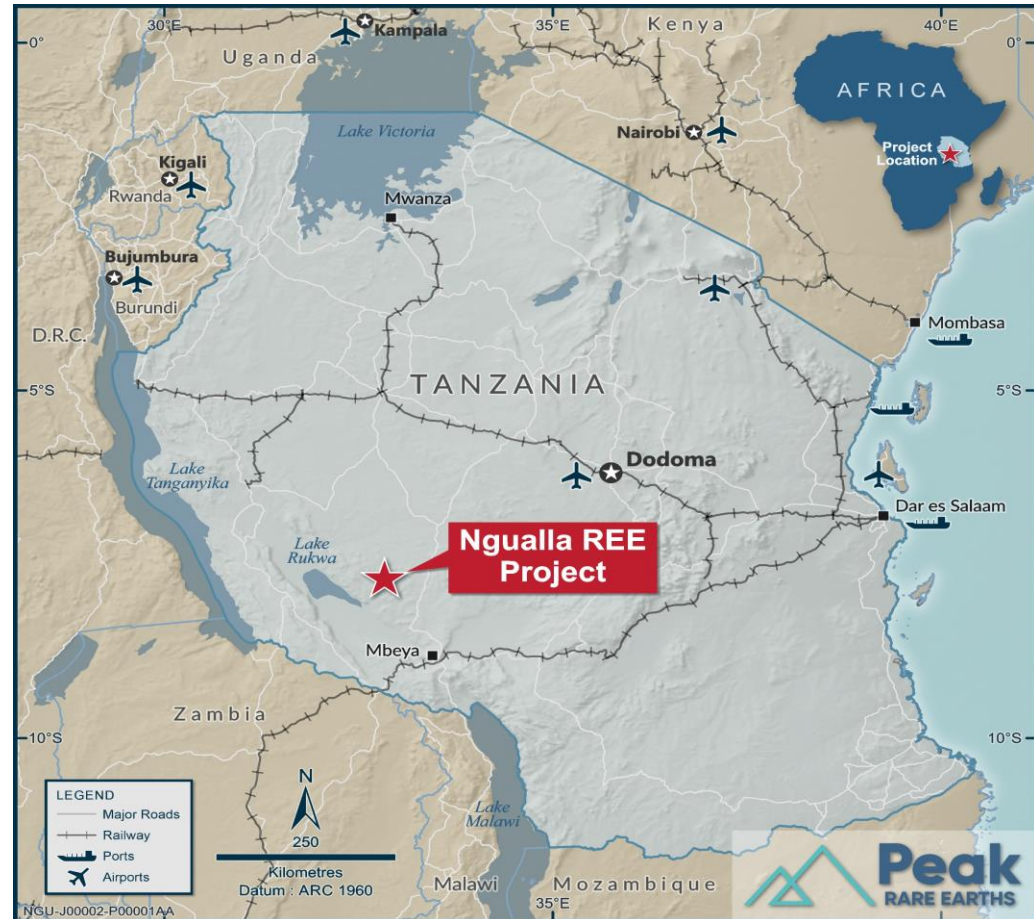 30°E
35°E
40°E
0°
0°
Kampala
Uganda
Kenya
AFRICA
Project
Location
Lake Victoria
Nairobi
Kigali
Rwanda
Mwanza
Bujumbura
Burundi
D.R.C.
Mombasa
5°S
TANZANIA
5°S
Lake
Tanganyika
Dodoma
Dar es Salaam
Ngualla REE
Project
Lake
Rukwa
Mbeya
Zambia
10°S
10°S
LEGEND
Major Roads
Railway
Ports
Airports
N
250
Kilometres
Datum : ARC 1960
Lake
Malawi
Malawi
Mozambique
35°E
Peak
RARE EARTHS
NGU-J00002-P00001AA